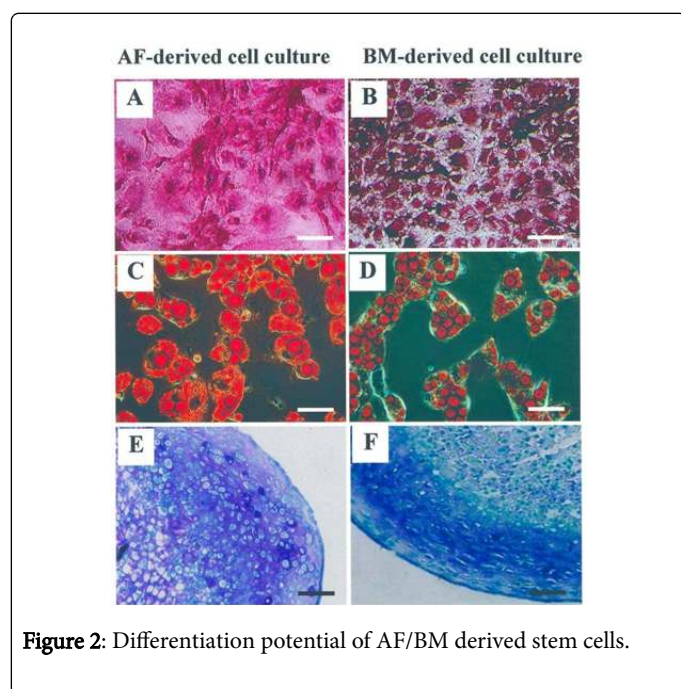 AF-derived cell culture BM-derived cell culture
A B
C D
E F
Figure 2: Differentiation potential of AF/BM derived stem cells.